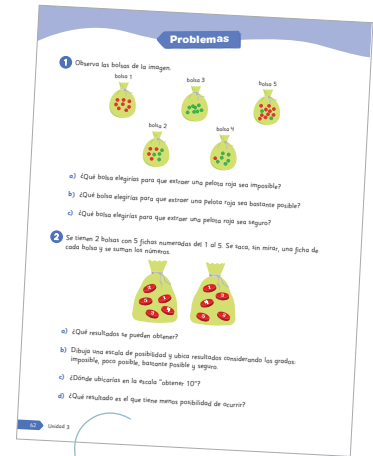 Problemas
1 Observa las bolsas de la imagen.
bolsa 1
bolsa 3
bolsa 5
bolsa 2
bolsa 4
a) ¿Qué bolsa elegirías para que extraer una pelota roja sea imposible?
b) ¿Qué bolsa elegirías para que extraer una pelota roja sea bastante posible?
c) ¿Qué bolsa elegirías para que extraer una pelota roja sea seguro?
2 Se tienen 2 bolsas con 5 fichas numeradas del 1 al 5. Se saca, sin mirar, una ficha de
cada bolsa y se suman los números.
a) ¿Qué resultados se pueden obtener?
b) Dibuja una escala de posibilidad y ubica resultados considerando los grados:
imposible, poco posible, bastante posible y seguro.
c) ¿Dónde ubicarías en la escala "obtener 10"?
d) ¿Qué resultado es el que tiene menos posibilidad de ocurrir?
62 Unidad 3